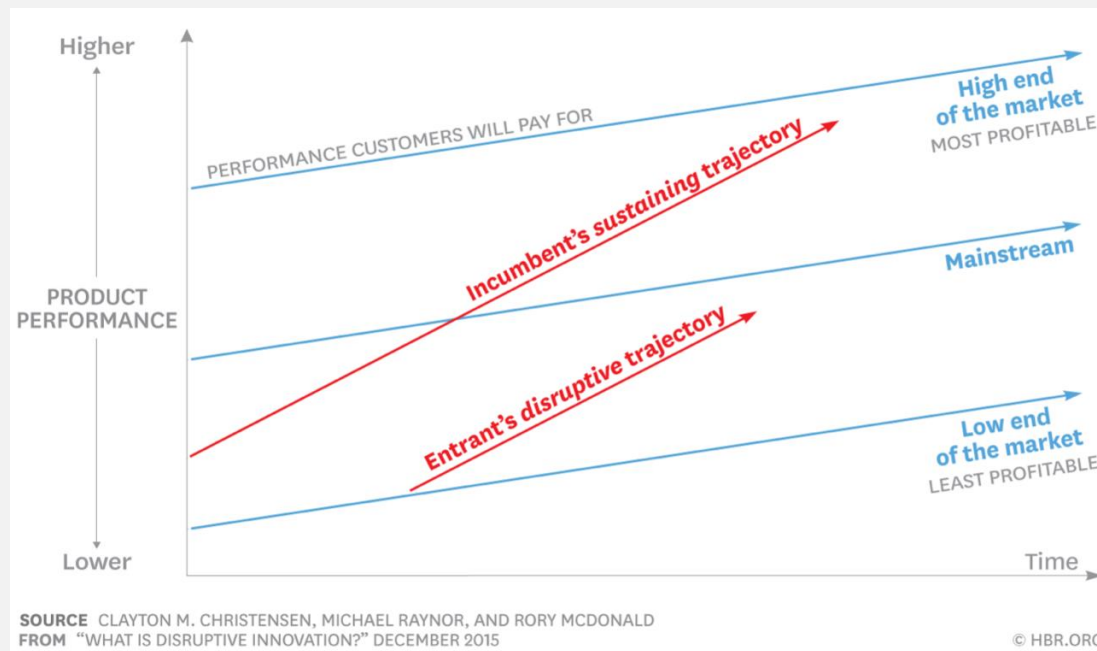 Higher
PERFORMANCE CUSTOMERS WILL PAY FOR
High end
of the market
MOST PROFITABLE
Incumbent's sustaining trajectory
Mainstream
PRODUCT
PERFORMANCE
Entrant's disruptive trajectory
Low end
of the market
LEAST PROFITABLE
Lower
Time
SOURCE CLAYTON M. CHRISTENSEN, MICHAEL RAYNOR, AND RORY MCDONALD
FROM "WHAT IS DISRUPTIVE INNOVATION?" DECEMBER 2015
© HBR.ORG